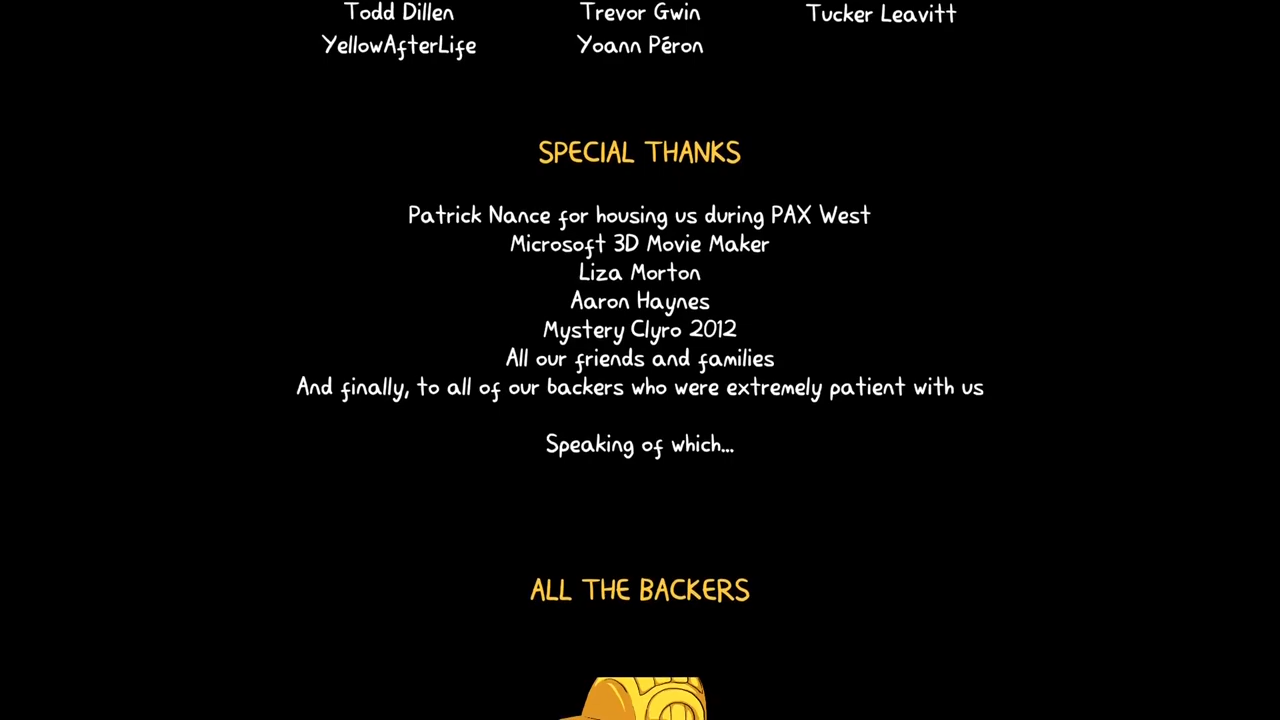 Todd Dillen Trevor Gwin Tucker Leavitt
YellowAfterLife Yoann Péron
SPECIAL THANKS
Patrick Nance for housing us during PAX West
Microsoft 3D Movie Maker
Liza Morton
Aaron Haynes
Mystery Clyro 2012
All our friends and families
And finally, to all of our backers who were extremely patient with us
Speaking of which...
ALL THE BACKERS